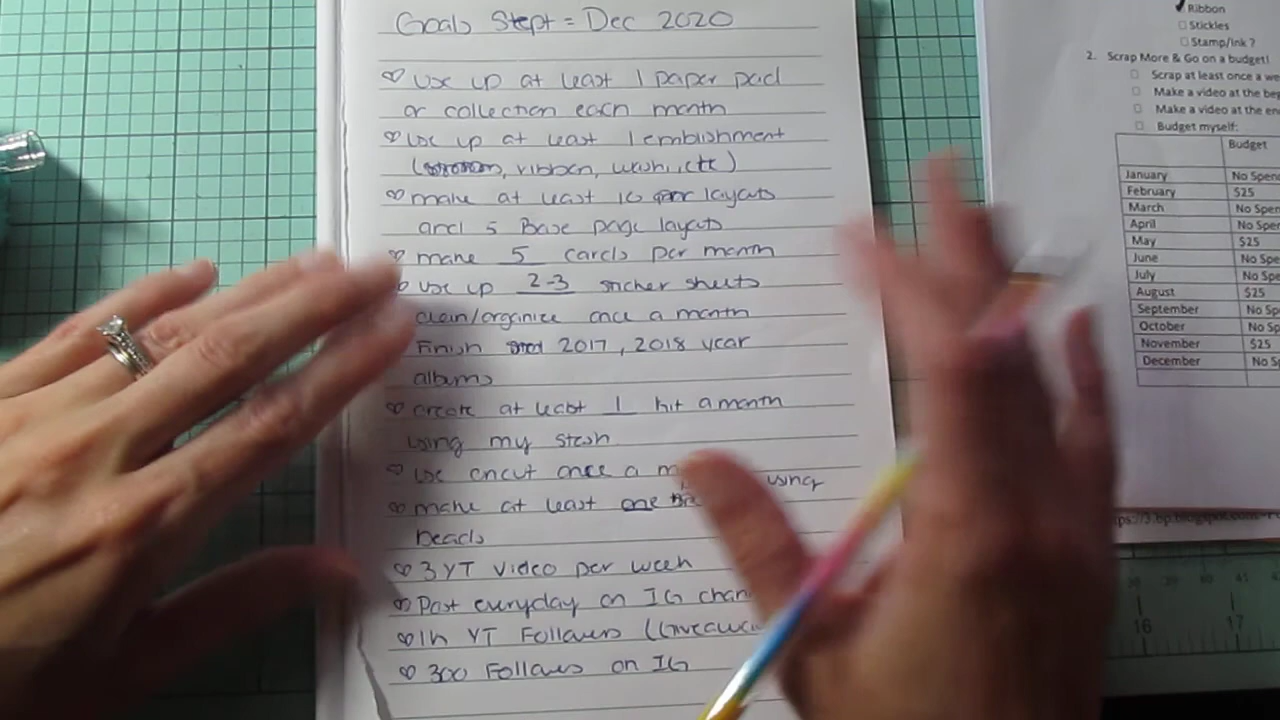 Goals Stept = Dec 2020
use up at least 1 paper pad
or collection each month
use up at least 1 emblishment
( , ribbon, washi, etc)
make at least 10 layouts
and 5 Base page layouts
make 5 cards per month
use up 2-3 sticker sheets
clean/organize once a month
Finish 2017, 2018 year
albums
create at least 1 kit a month
using my stash
use cricut once a
make at least one using
beads
3 YT video per week
Post everyday on IG
1k YT Followers
300 Followers on IG
Ribbon
Stickles
Stamp/ink ?
2. Scrap More & Go on a budget!
Scrap at least once a we
Make a video at the beg
Make a video at the en
Budget myself:
Budget
January No Spen
February $25
March No Spen
April No Sper
May $25
June No Spe
July No Spe
August $25
September No Sp
October No Sp
November $25
December No Sp
16 17